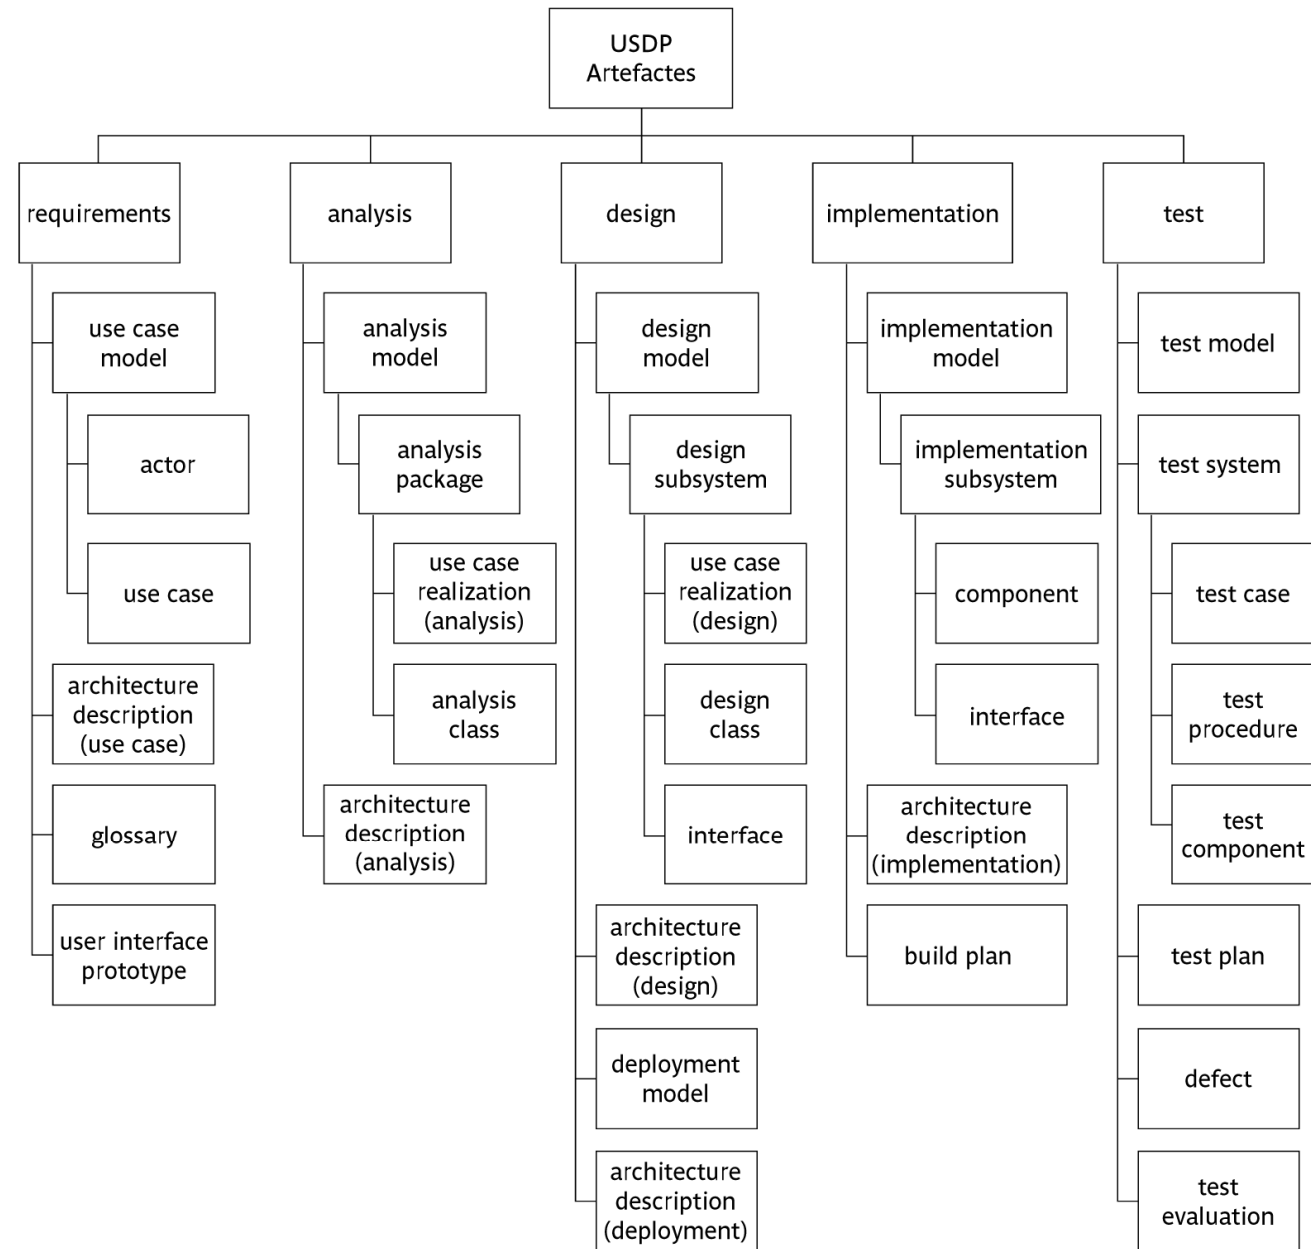 USDP
Artefactes
requirements
analysis
design
implementation
test
use case
model
actor
use case
architecture
description
(use case)
glossary
user interface
prototype
analysis
model
analysis
package
use case
realization
(analysis)
analysis
class
architecture
description
(analysis)
design
model
design
subsystem
use case
realization
(design)
design
class
interface
architecture
description
(design)
deployment
model
architecture
description
(deployment)
implementation
model
implementation
subsystem
component
interface
architecture
description
(implementation)
build plan
test model
test system
test case
test
procedure
test
component
test plan
defect
test
evaluation